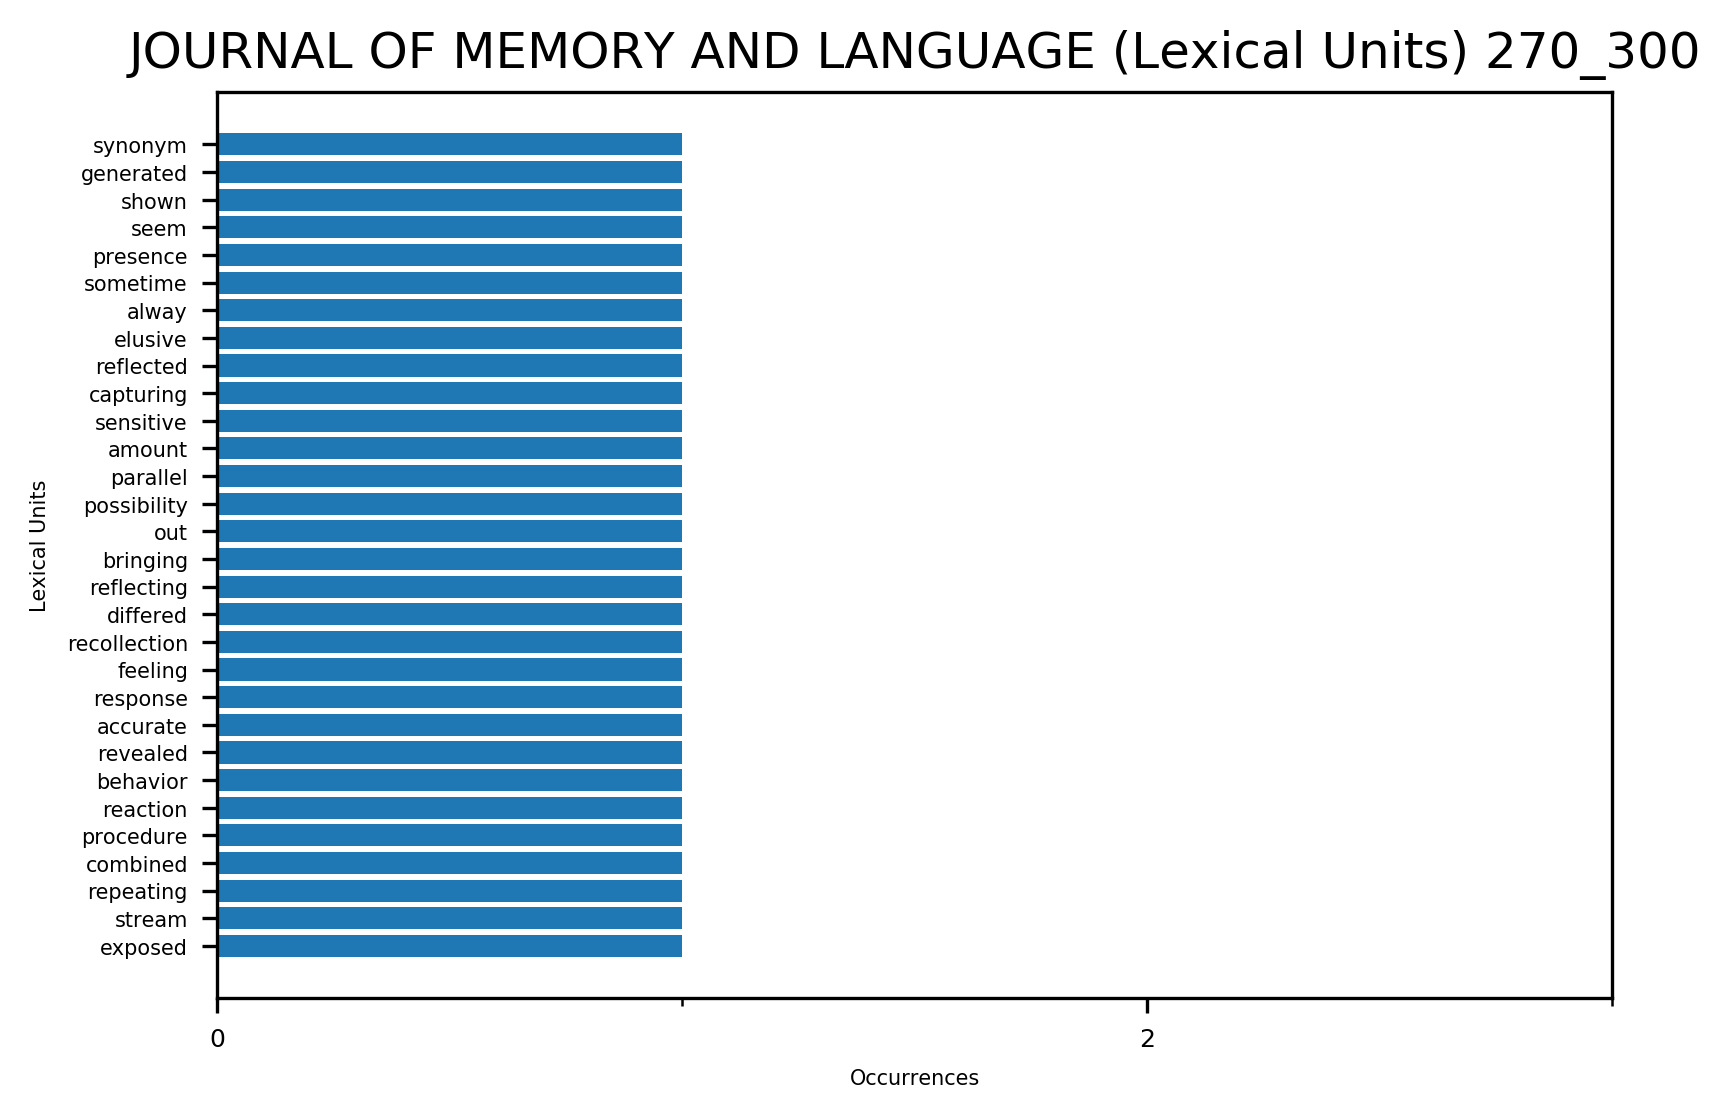 JOURNAL OF MEMORY AND LANGUAGE (Lexical Units) 270_300
synonym
generated
shown
seem
presence
sometime
alway
elusive
reflected
capturing
sensitive
amount
parallel
possibility
out
bringing
reflecting
differed
recollection
feeling
response
accurate
revealed
behavior
reaction
procedure
combined
repeating
stream
exposed
Lexical Units
0
2
Occurrences